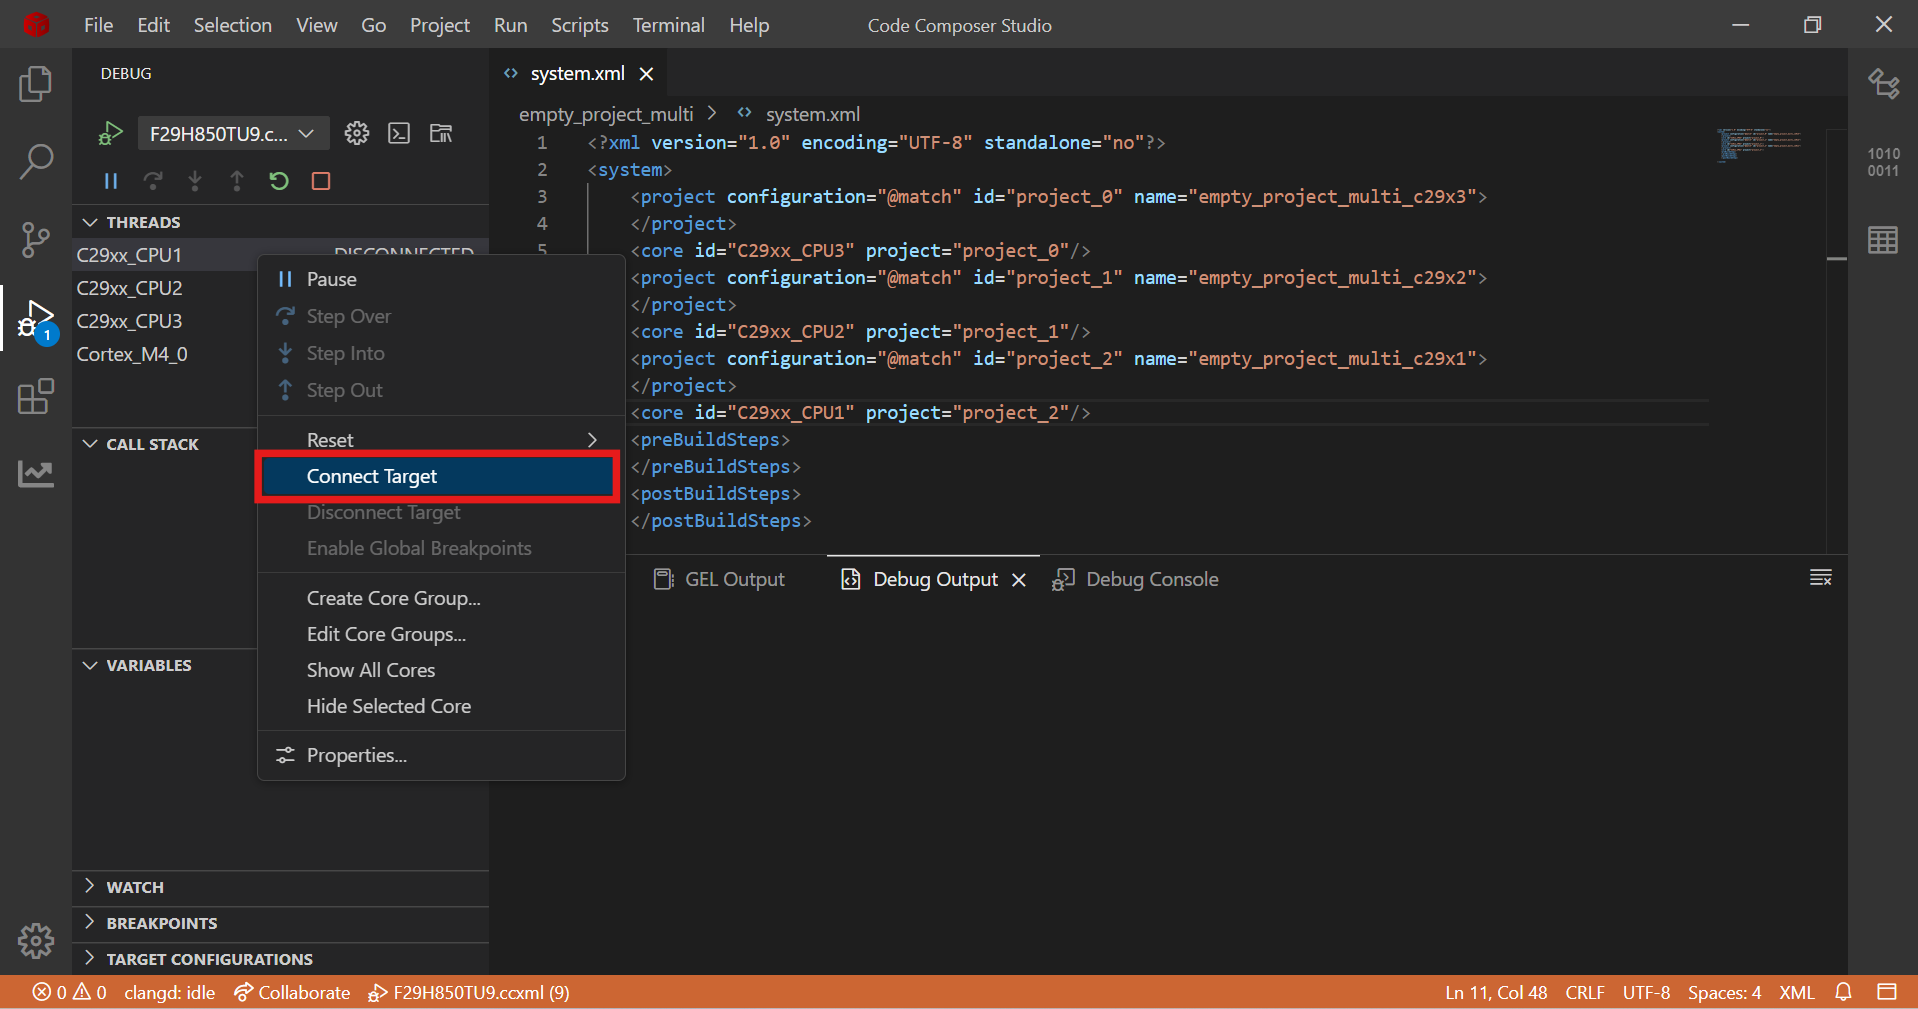 File Edit Selection View Go Project Run Scripts Terminal Help Code Composer Studio
DEBUG
system.xml
F29H850TU9.c...
empty_project_multi > system.xml
1010
0011
1 <?xml version="1.0" encoding="UTF-8" standalone="no"?>
2 <system>
3 <project configuration="@match" id="project_0" name="empty_project_multi_c29x3">
4 </project>
5 <core id="C29xx_CPU3" project="project_0"/>
<project configuration="@match" id="project_1" name="empty_project_multi_c29x2">
</project>
<core id="C29xx_CPU2" project="project_1"/>
<project configuration="@match" id="project_2" name="empty_project_multi_c29x1">
</project>
<core id="C29xx_CPU1" project="project_2"/>
<preBuildSteps>
</preBuildSteps>
<postBuildSteps>
</postBuildSteps>
THREADS
C29xx_CPU1 DISCONNECTED
C29xx_CPU2
C29xx_CPU3
Cortex_M4_0
1
CALL STACK
VARIABLES
WATCH
BREAKPOINTS
TARGET CONFIGURATIONS
Pause
Step Over
Step Into
Step Out
Reset
Connect Target
Disconnect Target
Enable Global Breakpoints
Create Core Group...
Edit Core Groups...
Show All Cores
Hide Selected Core
Properties...
GEL Output Debug Output Debug Console
0 0 clangd: idle Collaborate F29H850TU9.ccxml (9) Ln 11, Col 48 CRLF UTF-8 Spaces: 4 XML